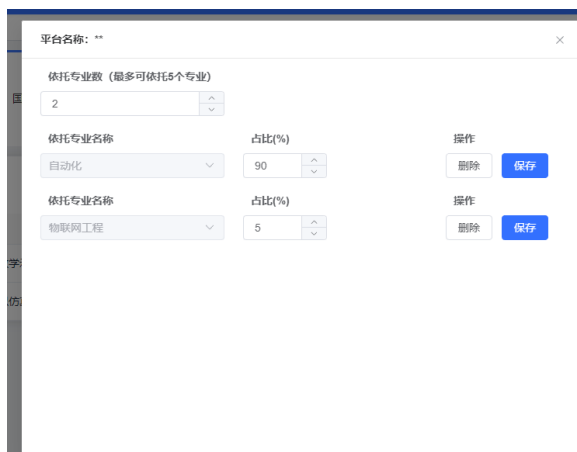 平台名称: **
依托专业数（最多可依托5个专业）
2
依托专业名称 占比(%) 操作
自动化 90 删除 保存
依托专业名称 占比(%) 操作
物联网工程 5 删除 保存